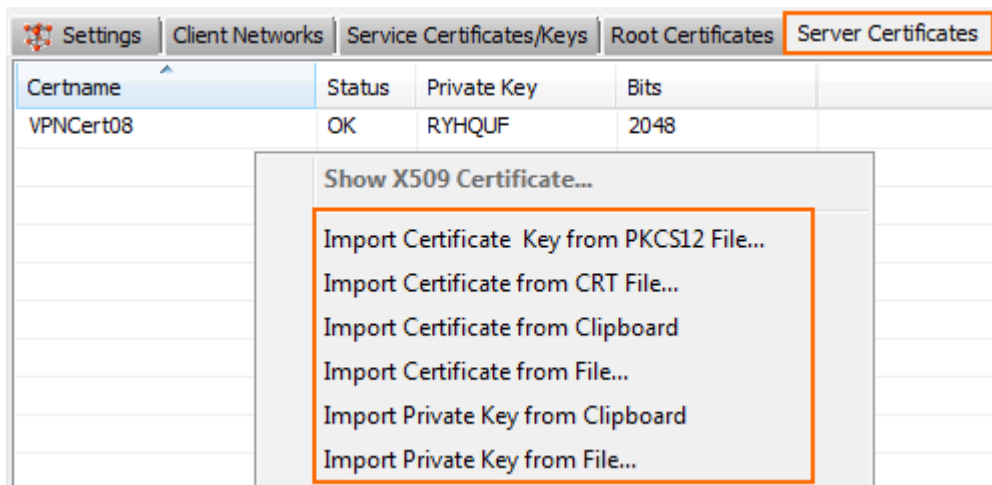 Settings Client Networks Service Certificates/Keys Root Certificates Server Certificates
Certname Status Private Key Bits
VPNCert08 OK RYHQUF 2048
Show X509 Certificate...
Import Certificate  Key from PKCS12 File...
Import Certificate from CRT File...
Import Certificate from Clipboard
Import Certificate from File...
Import Private Key from Clipboard
Import Private Key from File...